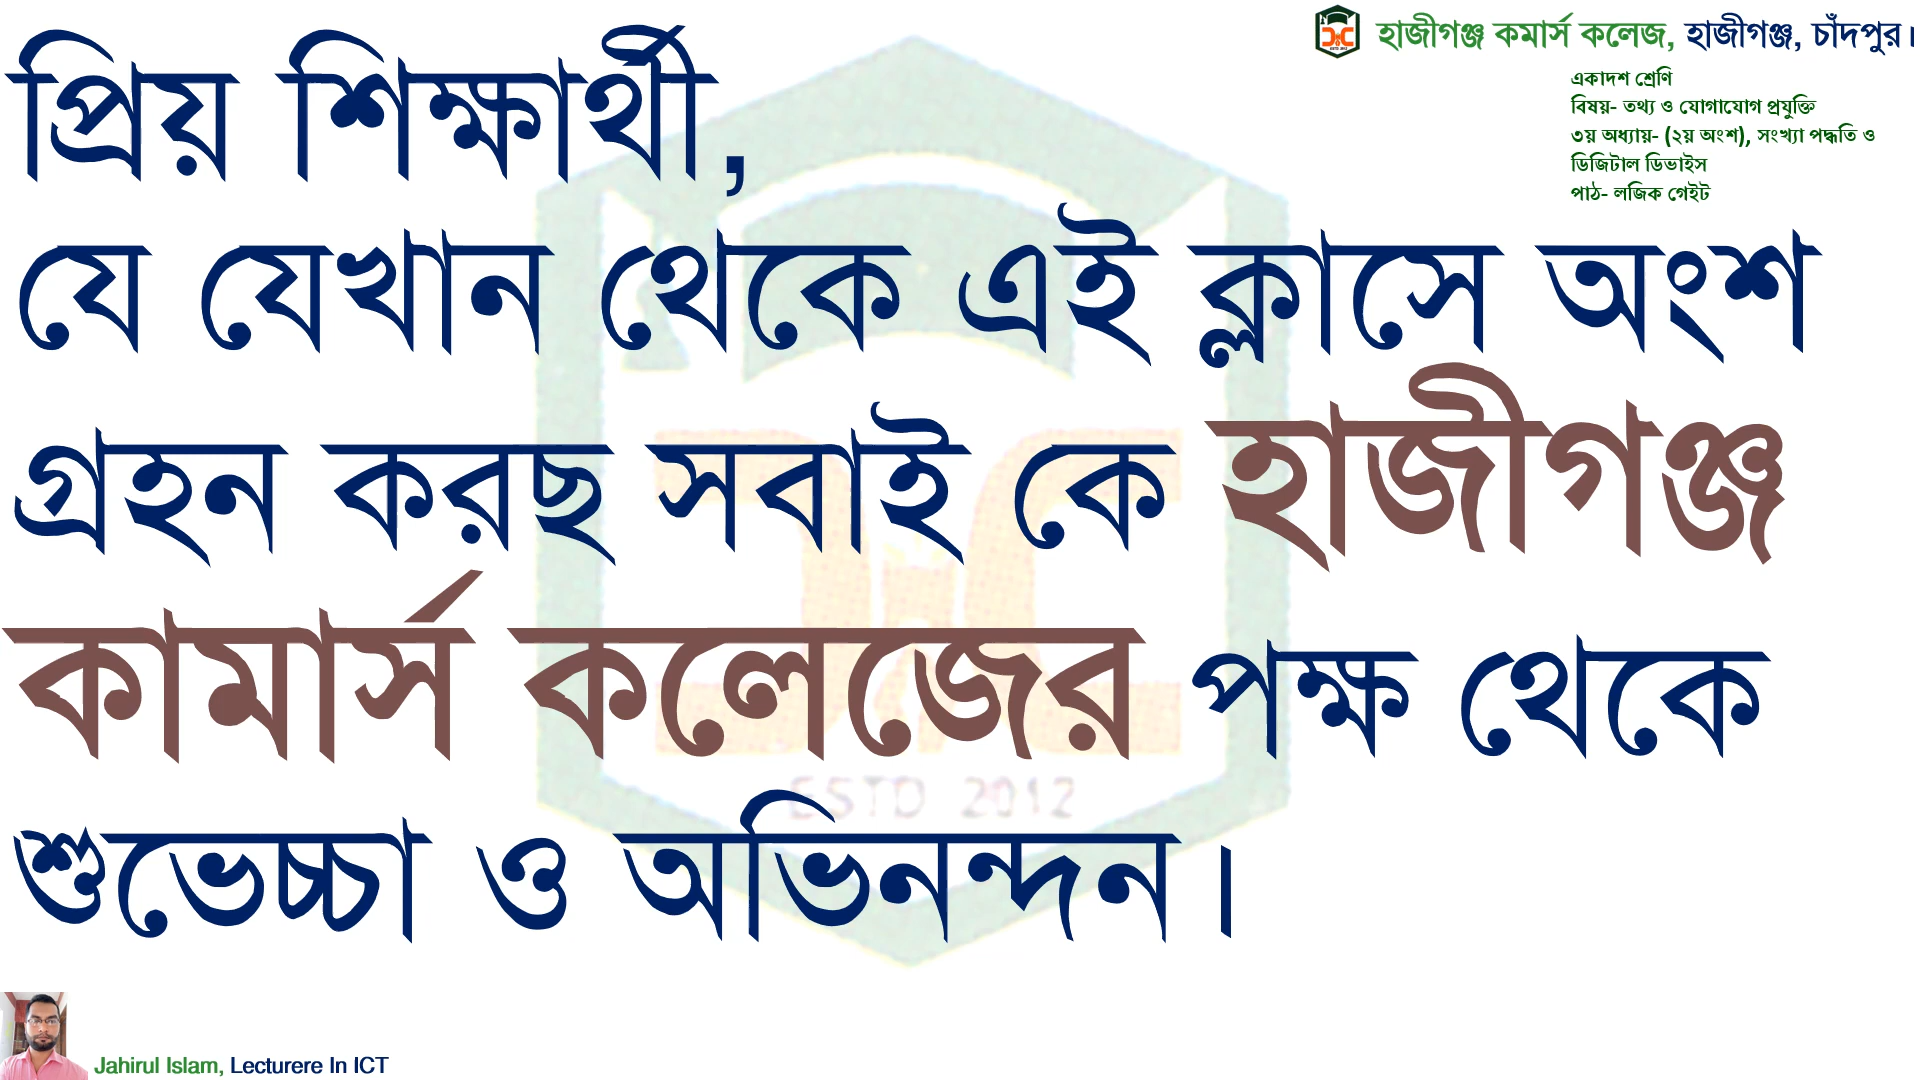 হাজীগঞ্জ কমার্স কলেজ, হাজীগঞ্জ, চাঁদপুর।
একাদশ শ্রেণি
বিষয়- তথ্য ও যোগাযোগ প্রযুক্তি
৩য় অধ্যায়- (২য় অংশ), সংখ্যা পদ্ধতি ও
ডিজিটাল ডিভাইস
পাঠ- লজিক গেইট
প্রিয় শিক্ষার্থী,
যে যেখান থেকে এই ক্লাসে অংশ
গ্রহন করছ সবাই কে হাজীগঞ্জ
কামার্স কলেজের পক্ষ থেকে
শুভেচ্চা ও অভিনন্দন।
ESTD 2012
Jahirul Islam, Lecturere In ICT